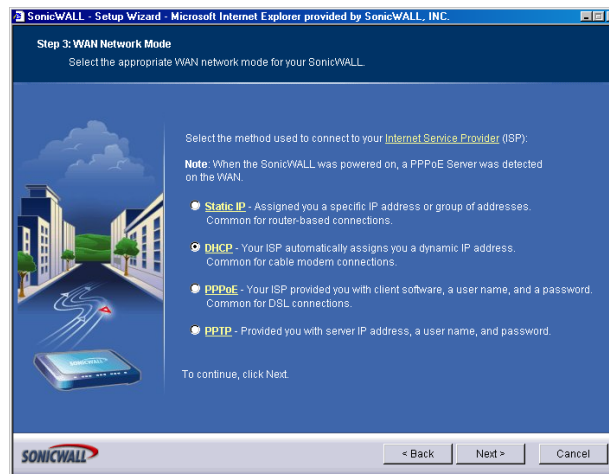 SonicWALL - Setup Wizard - Microsoft Internet Explorer provided by SonicWALL, INC.
Step 3: WAN Network Mode
Select the appropriate WAN network mode for your SonicWALL.
Select the method used to connect to your Internet Service Provider (ISP):
Note: When the SonicWALL was powered on, a PPPoE Server was detected
on the WAN.
Static IP - Assigned you a specific IP address or group of addresses.
Common for router-based connections.
DHCP - Your ISP automatically assigns you a dynamic IP address.
Common for cable modem connections.
PPPoE - Your ISP provided you with client software, a user name, and a password.
Common for DSL connections.
PPTP - Provided you with server IP address, a user name, and password.
SONICWALL
To continue, click Next.
SONICWALL
< Back
Next >
Cancel